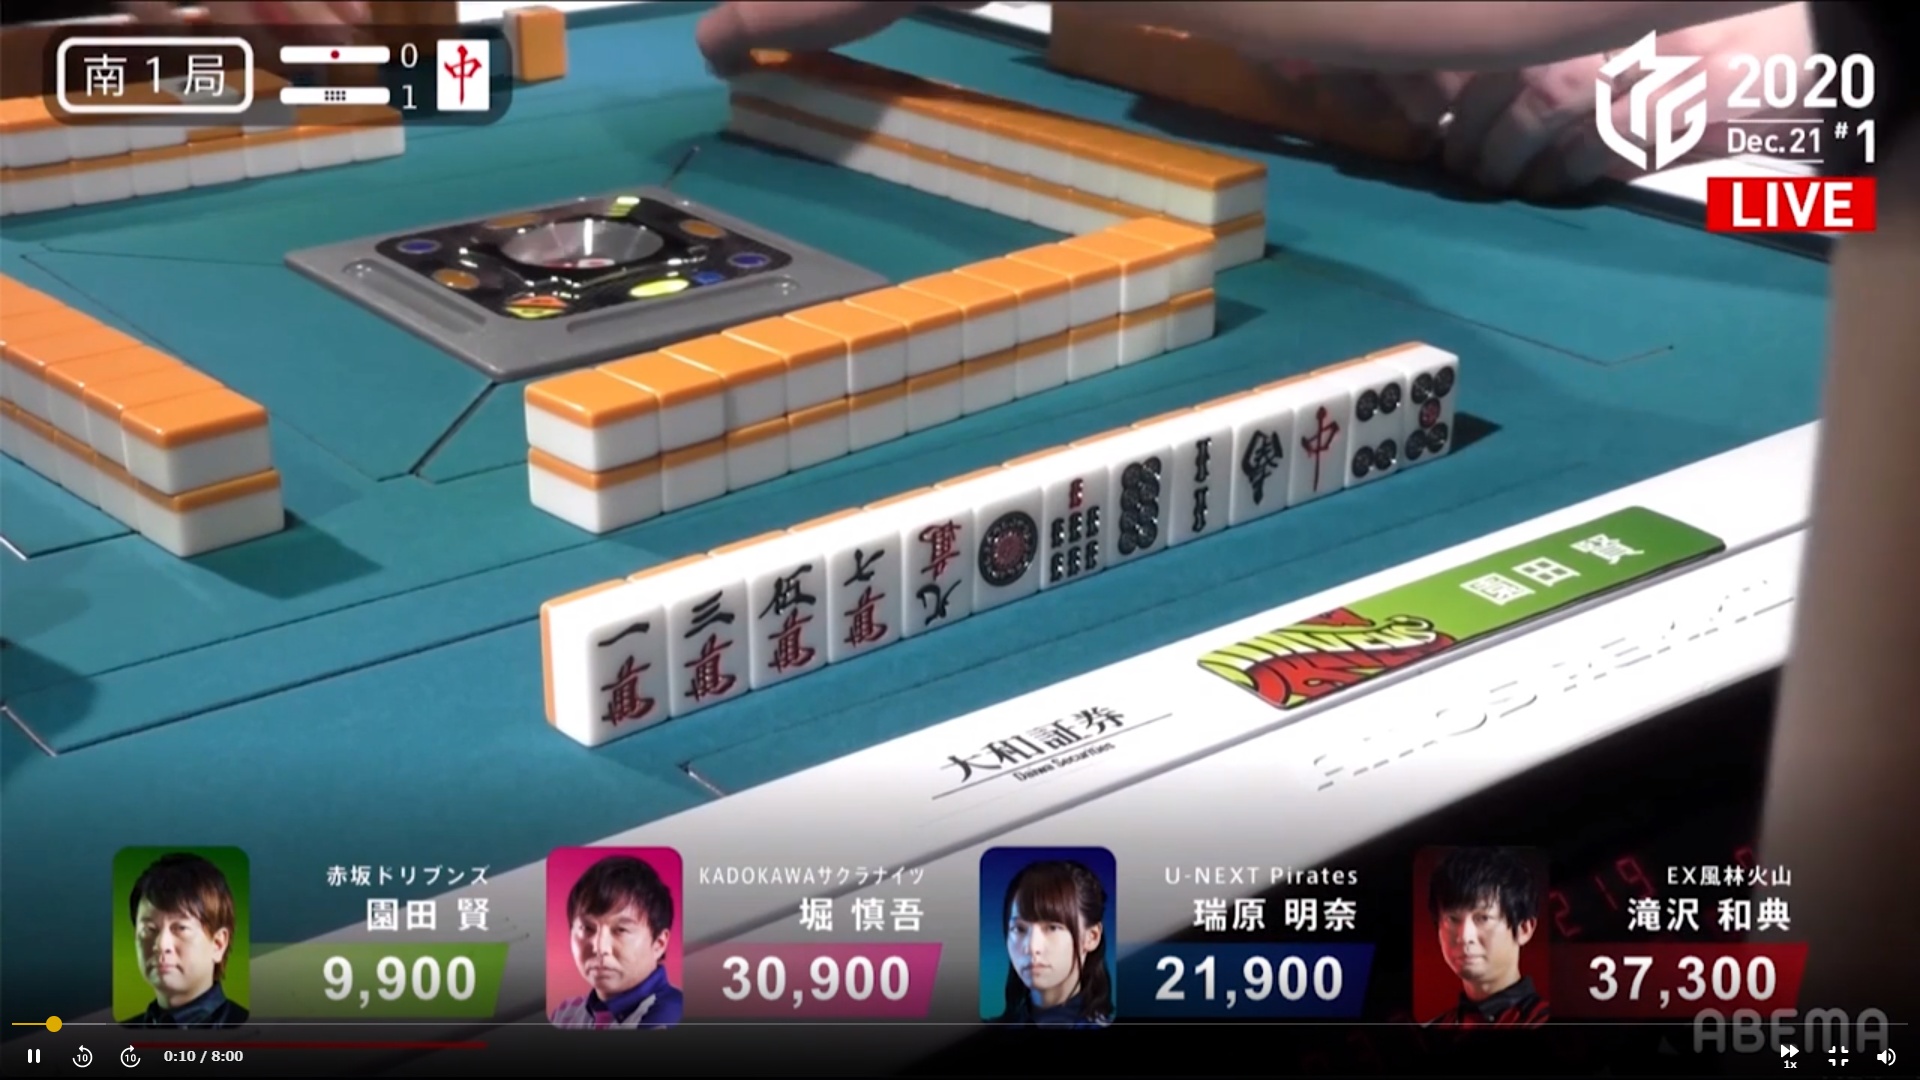 南1局
0
1
中
2020
Dec.21 #1
LIVE
一萬
三萬
伍萬
七萬
九萬
中
園田 賢
大和証券
Daiwa Securities
赤坂ドリブンズ
園田 賢
9,900
KADOKAWAサクラナイツ
堀 慎吾
30,900
U-NEXT Pirates
瑞原 明奈
21,900
EX風林火山
滝沢 和典
37,300
ABEMA
10
10
0:10 / 8:00
1x